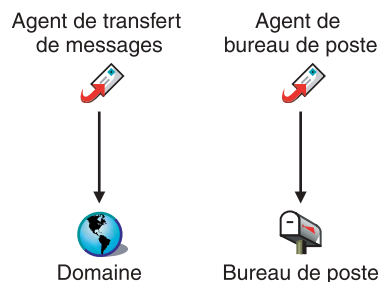 Agent de transfert
de messages
Agent de
bureau de poste
Domaine
Bureau de poste